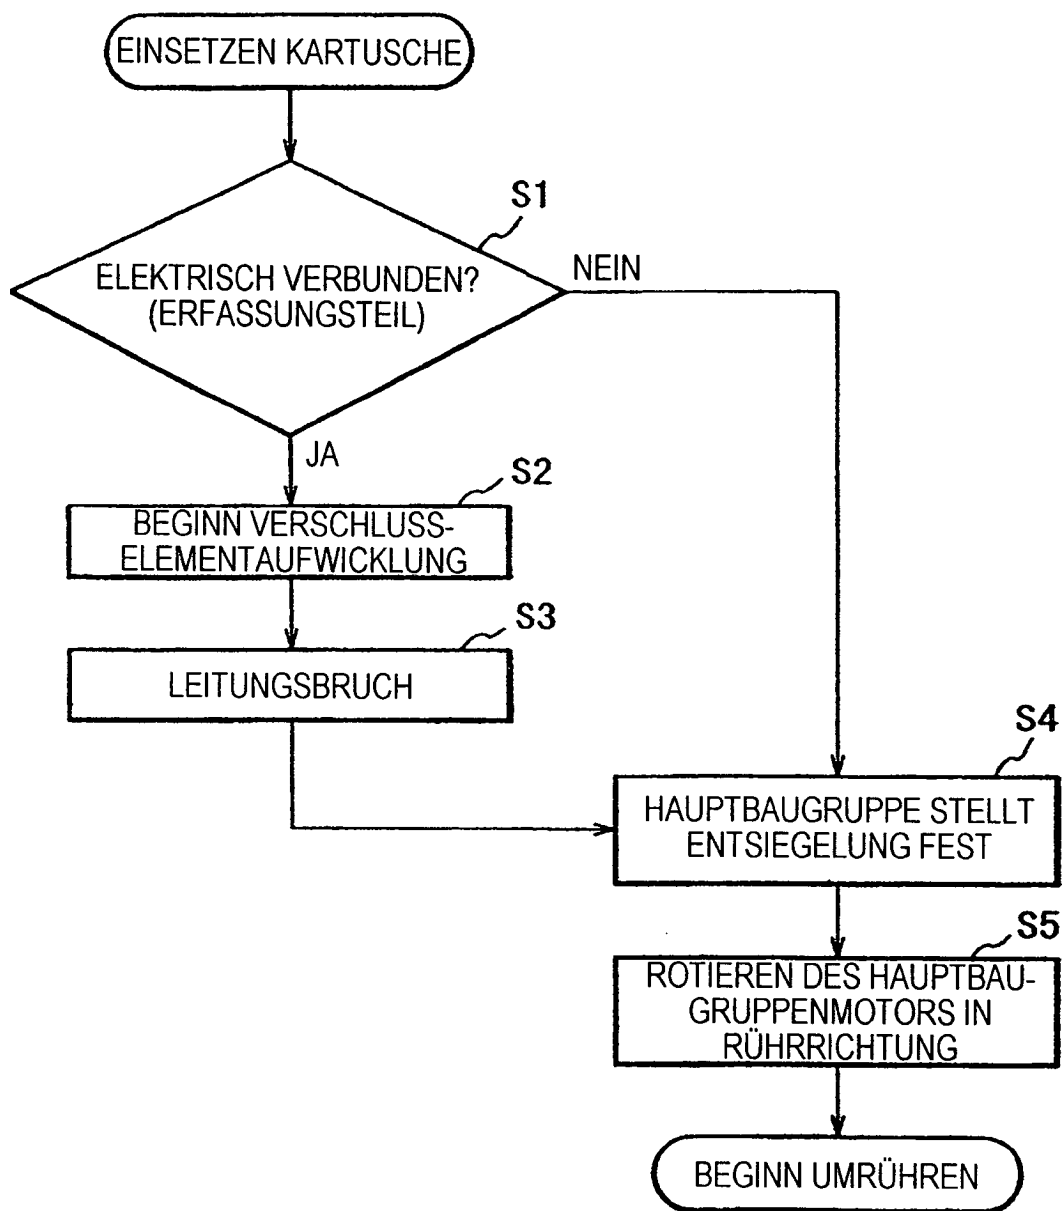 EINSETZEN KARTUSCHE
S1
ELEKTRISCH VERBUNDEN?
(ERFASSUNGSTEIL)
NEIN
JA
S2
BEGINN VERSCHLUSS-
ELEMENTAUFWICKLUNG
S3
LEITUNGSBRUCH
S4
HAUPTBAUGRUPPE STELLT
ENTSIEGELUNG FEST
S5
ROTIEREN DES HAUPTBAU-
GRUPPENMOTORS IN
RÜHRRICHTUNG
BEGINN UMRÜHREN